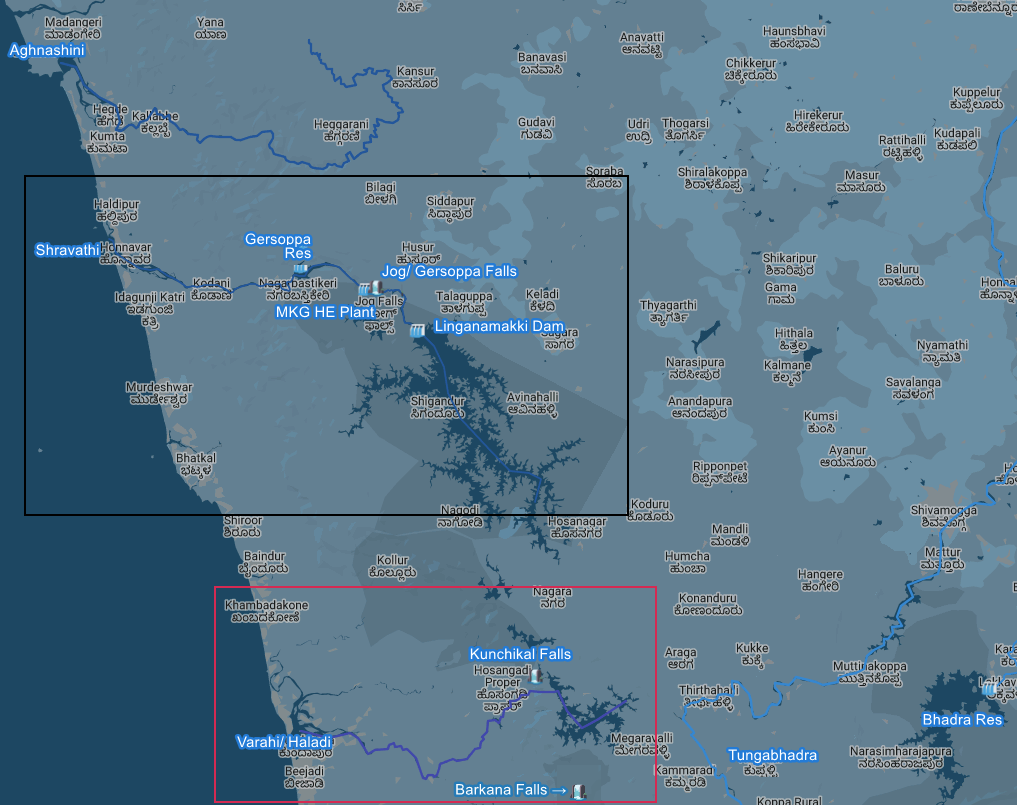 ಸಿರ್ಸಿ
Madangeri
ಮಾಡಂಗೇರಿ
Yana
ಯಾಣ
ರಾಣೇಬೆನ್ನೂರ
Aghnashini
Anavatti
ಆನವಟ್ಟಿ
Haunsbhavi
ಹಂಸಭಾವಿ
Banavasi
ಬನವಾಸಿ
Chikkerur
ಚಿಕ್ಕೇರೂರು
Kansur
ಕಾನಸೂರ
Kuppelur
ಕುಪ್ಪೆಲೂರು
Hegde
ಹೆಗಡೆ
Kallabbe
ಕಲ್ಲಬ್ಬೆ
Kumta
ಕುಮಟಾ
Heggarani
ಹೆಗ್ಗರಣಿ
Gudavi
ಗುಡವಿ
Udri
ಉದ್ರಿ
Thogarsi
ತೊಗರ್ಸಿ
Hirekerur
ಹಿರೇಕೇರೂರು
Rattihalli
ರಟ್ಟಿಹಳ್ಳಿ
Kudapali
ಕುಡಪಲಿ
Soraba
ಸೊರಬ
Shiralakoppa
ಶಿರಾಳಕೊಪ್ಪ
Masur
ಮಾಸೂರು
Bilagi
ಬೀಳಗಿ
Siddapur
ಸಿದ್ಧಾಪುರ
Haldipur
ಹಲ್ದಿಪುರ
Shravathi
Honnavar
ಹೊನ್ನಾವರ
Gersoppa
Res
Husur
ಹುಸೂರ್
Jog/ Gersoppa Falls
Shikaripur
ಶಿಕಾರಿಪುರ
Baluru
ಬಾಳೂರು
Kodani
ಕೊಡಾಣಿ
Nagarbastikeri
ನಗರಬಸ್ತಿಕೇರಿ
Idagunji Katri
ಇಡಗುಂಜಿ
ಕತ್ರಿ
MKG HE Plant
Jog Falls
ಜೋಗ್
ಫಾಲ್ಸ್
Talaguppa
ತಾಳಗುಪ್ಪ
Keladi
ಕೆಳದಿ
Gama
ಗಾಮ
Thyagarthi
ತ್ಯಾಗರ್ತಿ
Linganamakki Dam
Sagara
ಸಾಗರ
Hithala
ಹಿತ್ತಲ
Nyamathi
ನ್ಯಾಮತಿ
Narasipura
ನರಸೀಪುರ
Kalmane
ಕಲ್ಮನೆ
Savalanga
ಸವಳಂಗ
Murdeshwar
ಮುರ್ಡೇಶ್ವರ
Shigandur
ಸಿಗಂದೂರು
Avinahalli
ಆವಿನಹಳ್ಳಿ
Anandapura
ಆನಂದಪುರ
Kumsi
ಕುಂಸಿ
Bhatkal
ಭಟ್ಕಳ
Ayanur
ಆಯನೂರು
Ripponpet
ರಿಪ್ಪನ್‌ಪೇಟೆ
Nagodi
ನಾಗೋಡಿ
Koduru
ಕೊಡೂರು
Shivamogga
ಶಿವಮೊಗ್ಗ
Shiroor
ಶಿರೂರು
Hosanagar
ಹೊಸನಗರ
Mandli
ಮಂಡಳಿ
Baindur
ಬೈಂದೂರು
Kollur
ಕೊಲ್ಲೂರು
Humcha
ಹುಂಚಾ
Mattur
ಮತ್ತೂರು
Hangere
ಹಂಗೇರಿ
Nagara
ನಗರ
Khambadakone
ಖಂಬದಕೋಣೆ
Konanduru
ಕೋಣಂದೂರು
Kunchikal Falls
Araga
ಆರಗ
Kukke
ಕುಕ್ಕೆ
Hosangadi
Proper
ಹೊಸಂಗಡಿ
ಪ್ರಾಪರ್
Muttinakoppa
ಮುತ್ತಿನಕೊಪ್ಪ
Thirthahalli
ತೀರ್ಥಹಳ್ಳಿ
Bhadra Res
Varahi/ Haladi
ಕುಂದಾಪುರ
Megaravalli
ಮೇಗರವಳ್ಳಿ
Tungabhadra
ಕುಪ್ಪಳ್ಳಿ
Narasimharajapura
ನರಸಿಂಹರಾಜಪುರ
Beejadi
ಬೀಜಾಡಿ
Kammaradi
ಕಮ್ಮರಡಿ
Barkana Falls →
Koppa Rural